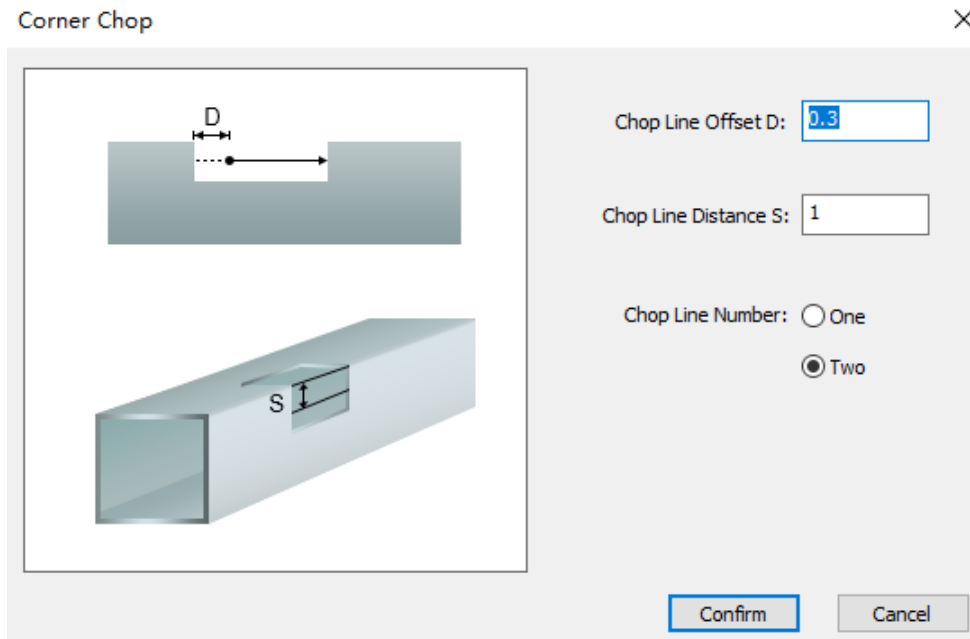 Corner Chop
D
S
Chop Line Offset D: 0.3
Chop Line Distance S: 1
Chop Line Number: One
Two
Confirm Cancel